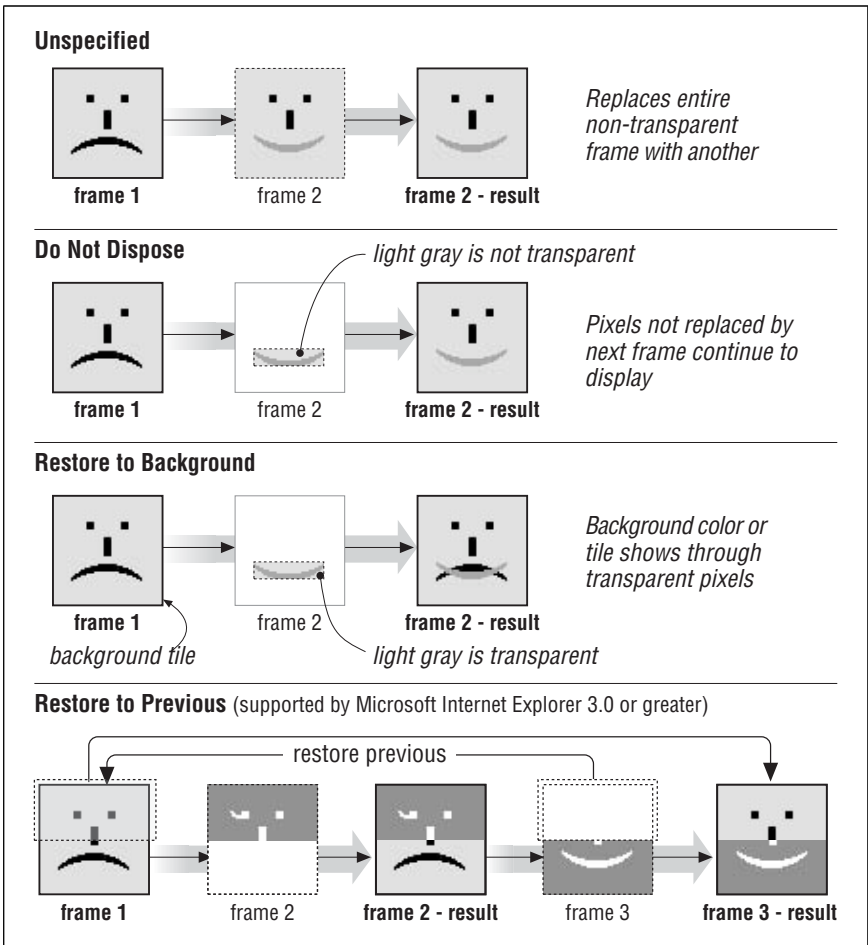 Unspecified
Replaces entire
non-transparent
frame with another
frame 1 frame 2 frame 2 - result
Do Not Dispose
light gray is not transparent
Pixels not replaced by
next frame continue to
display
frame 1 frame 2 frame 2 - result
Restore to Background
Background color or
tile shows through
transparent pixels
frame 1 frame 2 frame 2 - result
background tile light gray is transparent
Restore to Previous (supported by Microsoft Internet Explorer 3.0 or greater)
restore previous
frame 1 frame 2 frame 2 - result frame 3 frame 3 - result